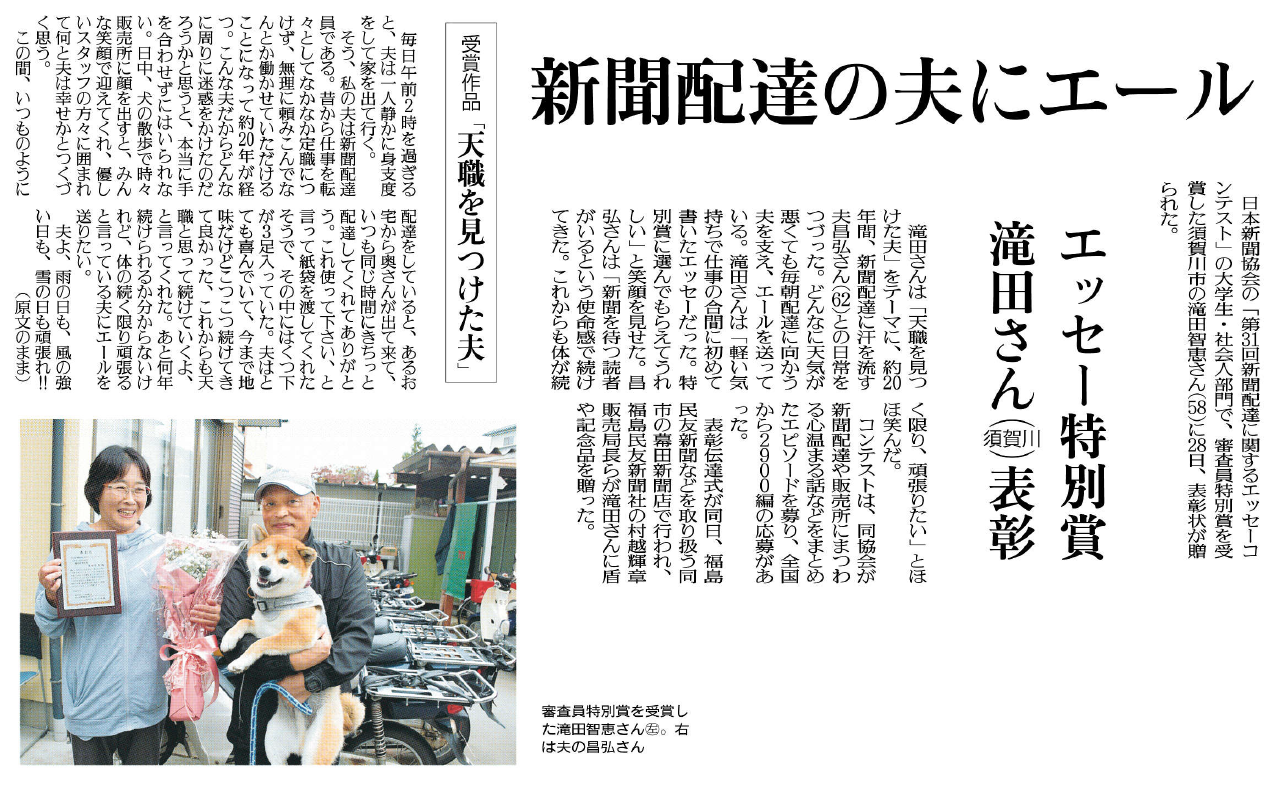 新聞配達の夫にエール
エッセー特別賞
滝田さん(須賀川)表彰
日本新聞協会の「第31回新聞配達に関するエッセーコ
ンテスト」の大学生・社会人部門で、審査員特別賞を受
賞した須賀川市の滝田智恵さん(58)に28日、表彰状が贈
られた。
滝田さんは「天職を見つ
けた夫」をテーマに、約20
年間、新聞配達に汗を流す
夫昌弘さん(62)との日常を
つづった。どんなに天気が
悪くても毎朝配達に向かう
夫を支え、エールを送って
いる。滝田さんは「軽い気
持ちで仕事の合間に初めて
書いたエッセーだった。特
別賞に選んでもらえてうれ
しい」と笑顔を見せた。昌
弘さんは「新聞を待つ読者
がいるという使命感で続け
てきた。これからも体が続
く限り、頑張りたい」とほ
ほ笑んだ。
コンテストは、同協会が
新聞配達や販売所にまつわ
る心温まる話などをまとめ
たエピソードを募り、全国
から2900編の応募があ
った。
表彰伝達式が同日、福島
民友新聞などを取り扱う同
市の幕田新聞店で行われ、
福島民友新聞社の村越輝章
販売局長らが滝田さんに盾
や記念品を贈った。
受賞作品「天職を見つけた夫」
毎日午前2時を過ぎる
と、夫は一人静かに身支度
をして家を出て行く。
そう、私の夫は新聞配達
員である。昔から仕事を転
々としてなかなか定職につ
けず、無理に頼みこんでな
んとか働かせていただける
ことになって約20年が経
つ。こんな夫だからどんな
に周りに迷惑をかけたのだ
ろうかと思うと、本当に手
を合わせずにはいられな
い。日中、犬の散歩で時々
販売所に顔を出すと、みん
な笑顔で迎えてくれ、優し
いスタッフの方々に囲まれ
て何と夫は幸せかとつくづ
く思う。
この間、いつものように
配達をしていると、あるお
宅から奥さんが出て来て、
いつも同じ時間にきちっと
配達してくれてありがと
う。これ使って下さい、と
言って紙袋を渡してくれた
そうで、その中にはくつ下
が3足入っていた。夫はと
ても喜んでいて、今まで地
味だけどこつこつ続けてき
て良かった、これからも天
職と思って続けていくよ、
と言ってくれた。あと何年
続けられるか分からないけ
れど、体の続く限り頑張る
と言っている夫にエールを
送りたい。
夫よ、雨の日も、風の強
い日も、雪の日も頑張れ!!
(原文のまま)
審査員特別賞を受賞し
た滝田智恵さん㊧。右
は夫の昌弘さん